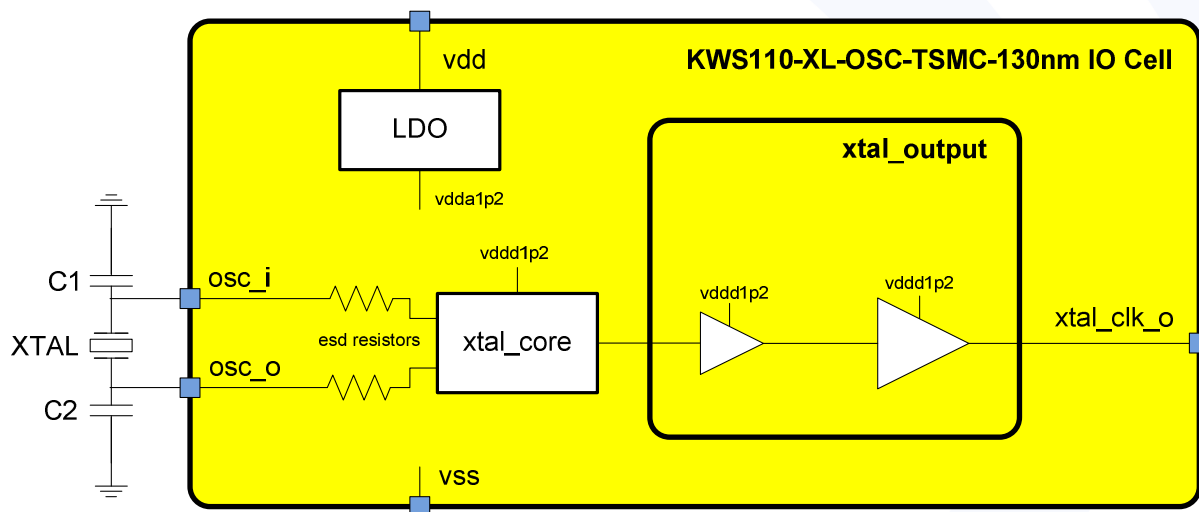 KWS110-XL-OSC-TSMC-130nm IO Cell
vdd
LDO
vdda1p2
xtal_output
vddd1p2
C1
osc_i
vddd1p2
vddd1p2
xtal_clk_o
XTAL
esd resistors
xtal_core
osc_o
C2
vss